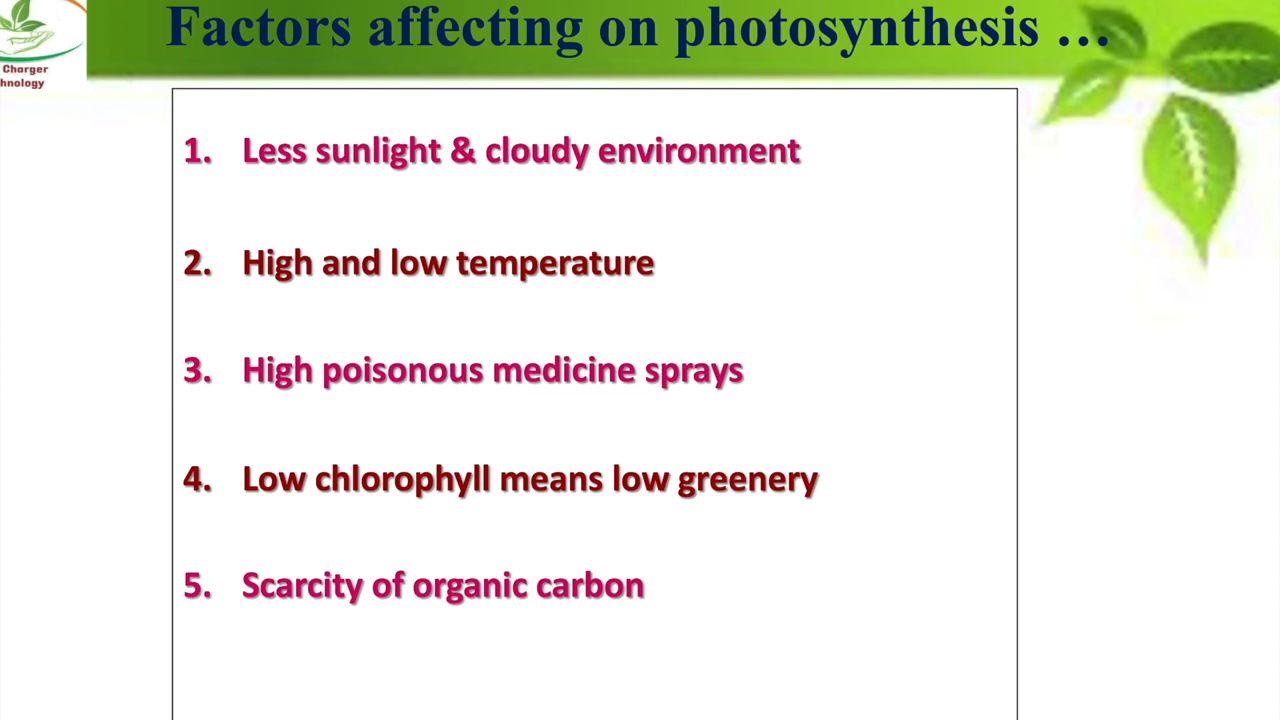 Factors affecting on photosynthesis ...
Charger
hnology
1. Less sunlight & cloudy environment
2. High and low temperature
3. High poisonous medicine sprays
4. Low chlorophyll means low greenery
5. Scarcity of organic carbon